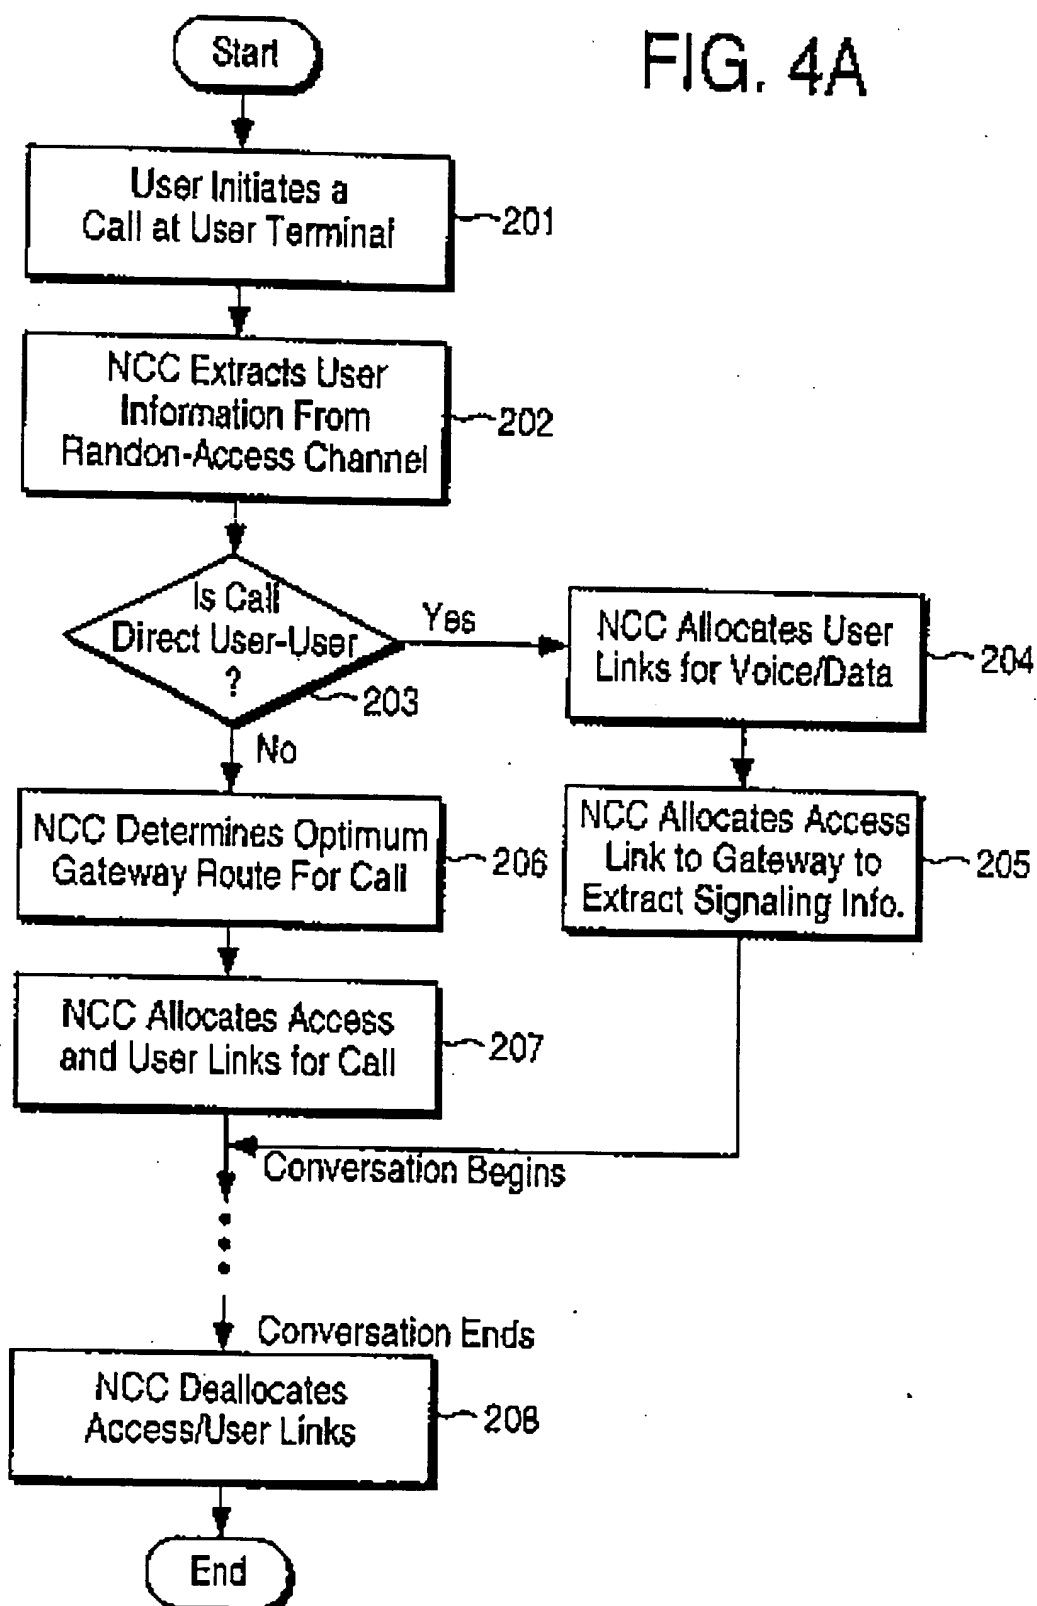 FIG. 4A
Start
User Initiates a
Call at User Terminal
201
NCC Extracts User
Information From
Randon-Access Channel
202
Is Call
Direct User-User
?
203
Yes
NCC Allocates User
Links for Voice/Data
204
NCC Allocates Access
Link to Gateway to
Extract Signaling Info.
205
No
NCC Determines Optimum
Gateway Route For Call
206
NCC Allocates Access
and User Links for Call
207
Conversation Begins
Conversation Ends
NCC Deallocates
Access/User Links
208
End